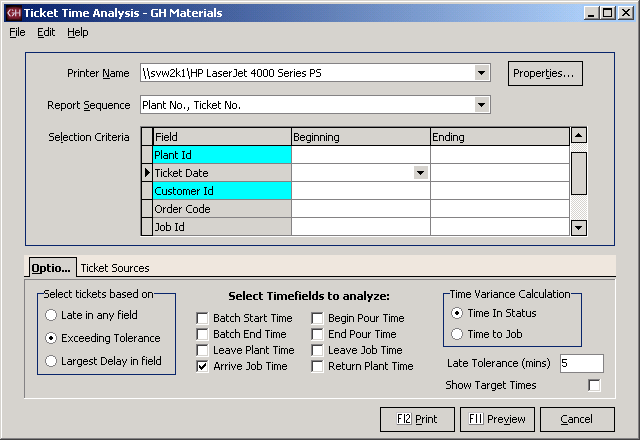 GH Ticket Time Analysis - GH Materials
File Edit Help
Printer Name \\svw2k1\HP LaserJet 4000 Series PS Properties...
Report Sequence Plant No., Ticket No.
Selection Criteria Field Beginning Ending
Plant Id
Ticket Date
Customer Id
Order Code
Job Id
Optio... Ticket Sources
Select tickets based on
Late in any field
Exceeding Tolerance
Largest Delay in field
Select Timefields to analyze:
Batch Start Time Begin Pour Time
Batch End Time End Pour Time
Leave Plant Time Leave Job Time
Arrive Job Time Return Plant Time
Time Variance Calculation
Time In Status
Time to Job
Late Tolerance (mins) 5
Show Target Times
F12 Print F11 Preview Cancel